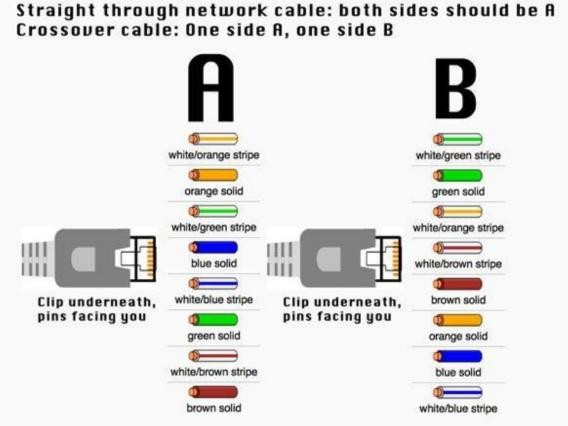 Straight through network cable: both sides should be A
Crossover cable: One side A, one side B
A
white/orange stripe
orange solid
white/green stripe
blue solid
white/blue stripe
green solid
white/brown stripe
brown solid
Clip underneath,
pins facing you
B
white/green stripe
green solid
white/orange stripe
white/brown stripe
brown solid
orange solid
blue solid
white/blue stripe
Clip underneath,
pins facing you